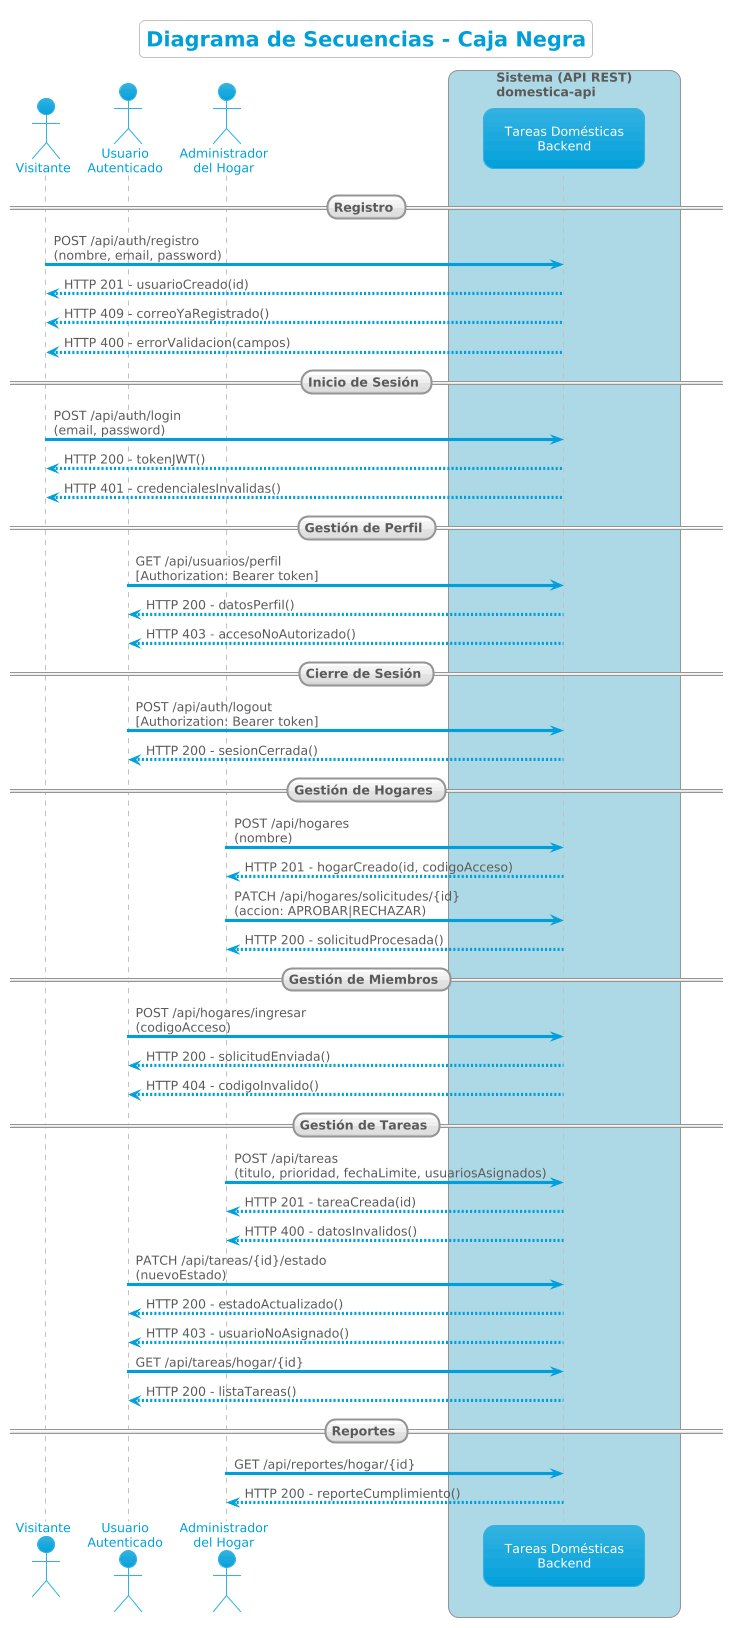 Diagrama de Secuencias - Caja Negra
Sistema (API REST)
domestica-api
Visitante
Usuario
Autenticado
Administrador
del Hogar
Tareas Domésticas
Backend
Registro
POST /api/auth/registro
(nombre, email, password)
HTTP 201 - usuarioCreado(id)
HTTP 409 - correoYaRegistrado()
HTTP 400 - errorValidacion(campos)
Inicio de Sesión
POST /api/auth/login
(email, password)
HTTP 200 - tokenJWT()
HTTP 401 - credencialesInvalidas()
Gestión de Perfil
GET /api/usuarios/perfil
[Authorization: Bearer token]
HTTP 200 - datosPerfil()
HTTP 403 - accesoNoAutorizado()
Cierre de Sesión
POST /api/auth/logout
[Authorization: Bearer token]
HTTP 200 - sesionCerrada()
Gestión de Hogares
POST /api/hogares
(nombre)
HTTP 201 - hogarCreado(id, codigoAcceso)
PATCH /api/hogares/solicitudes/{id}
(accion: APROBAR|RECHAZAR)
HTTP 200 - solicitudProcesada()
Gestión de Miembros
POST /api/hogares/ingresar
(codigoAcceso)
HTTP 200 - solicitudEnviada()
HTTP 404 - codigoInvalido()
Gestión de Tareas
POST /api/tareas
(titulo, prioridad, fechaLimite, usuariosAsignados)
HTTP 201 - tareaCreada(id)
HTTP 400 - datosInvalidos()
PATCH /api/tareas/{id}/estado
(nuevoEstado)
HTTP 200 - estadoActualizado()
HTTP 403 - usuarioNoAsignado()
GET /api/tareas/hogar/{id}
HTTP 200 - listaTareas()
Reportes
GET /api/reportes/hogar/{id}
HTTP 200 - reporteCumplimiento()
Visitante
Usuario
Autenticado
Administrador
del Hogar
Tareas Domésticas
Backend